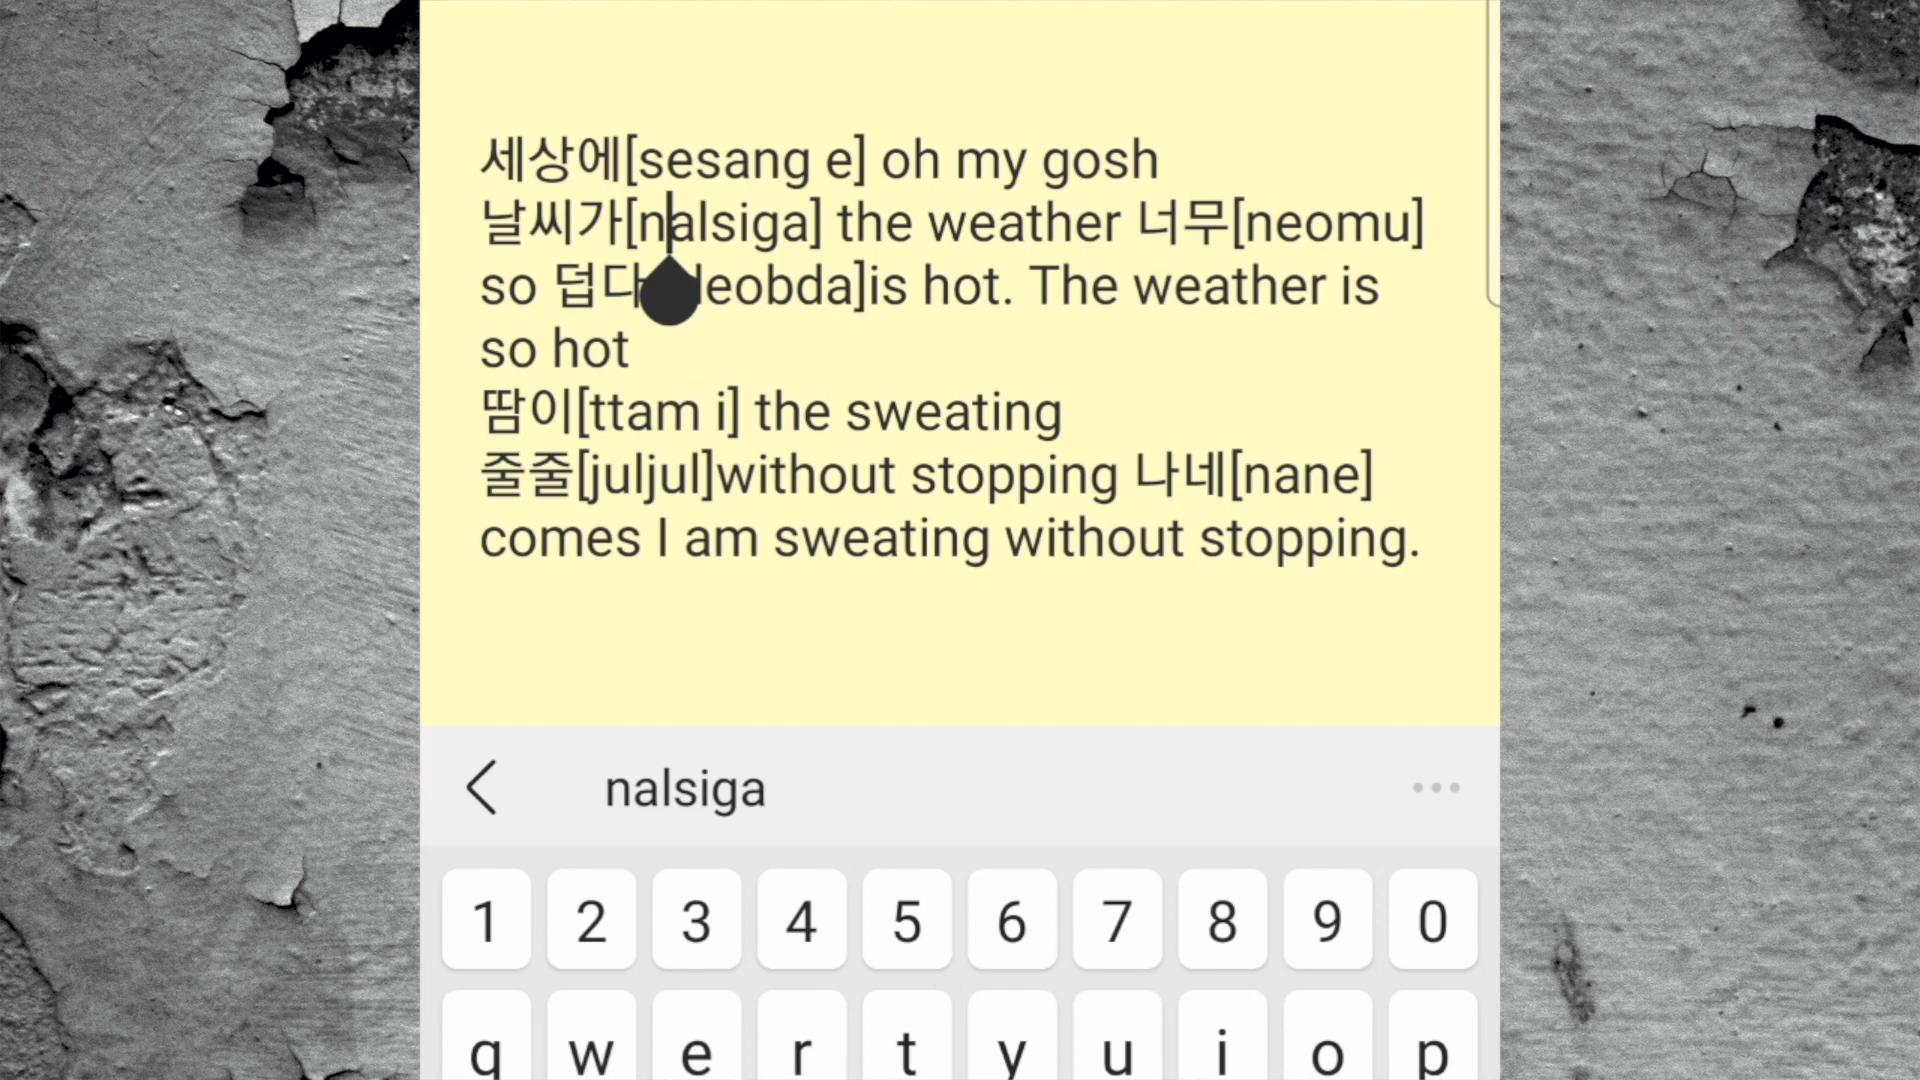 세상에[sesang e] oh my gosh
날씨가[nalsiga] the weather 너무[neomu]
so 덥다 deobda]is hot. The weather is
so hot
땀이[ttam i] the sweating
줄줄[juljul]without stopping 나네[nane]
comes I am sweating without stopping.
nalsiga
1 2 3 4 5 6 7 8 9 0
q w e r t y u i o p